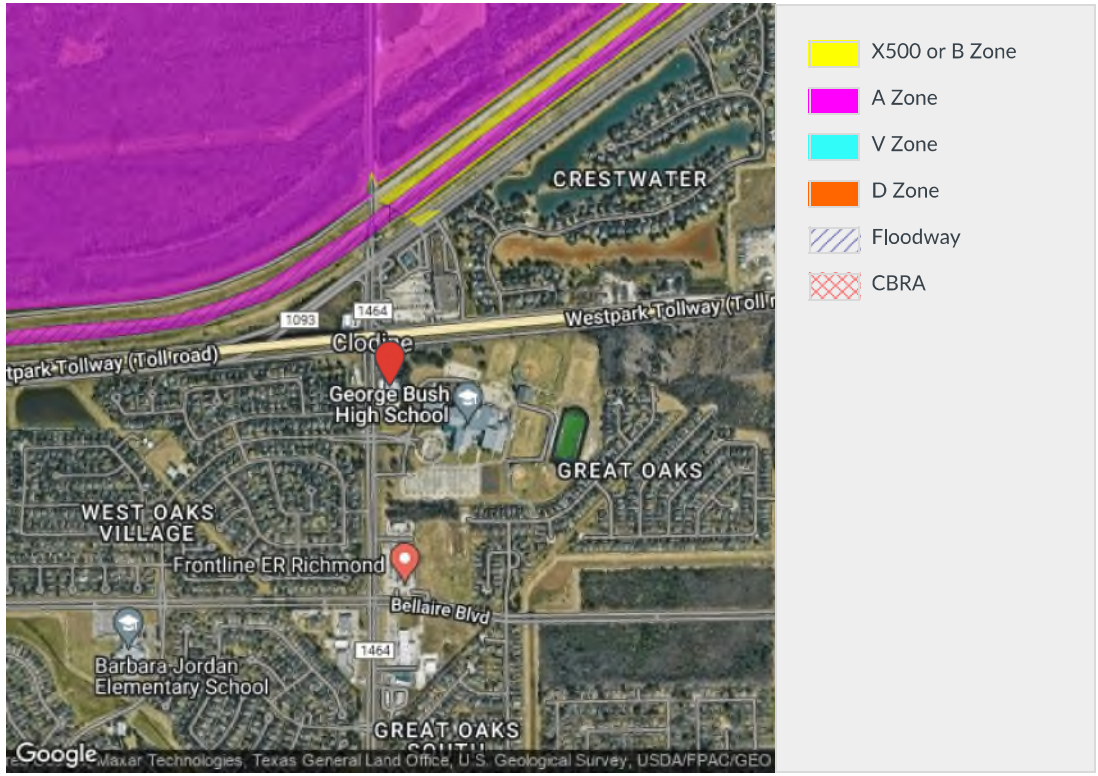 X500 or B Zone
A Zone
V Zone
D Zone
Floodway
CBRA
CRESTWATER
1464
1093
Westpark Tollway (Toll r
Clodine
tpark Tollway (Toll road)
George Bush
High School
GREAT OAKS
WEST OAKS
VILLAGE
Frontline ER Richmond
Bellaire Blvd
1464
Barbara Jordan
Elementary School
GREAT OAKS
SOUTH
Google
Maxar Technologies, Texas General Land Office, U.S. Geological Survey, USDA/FPAC/GEO